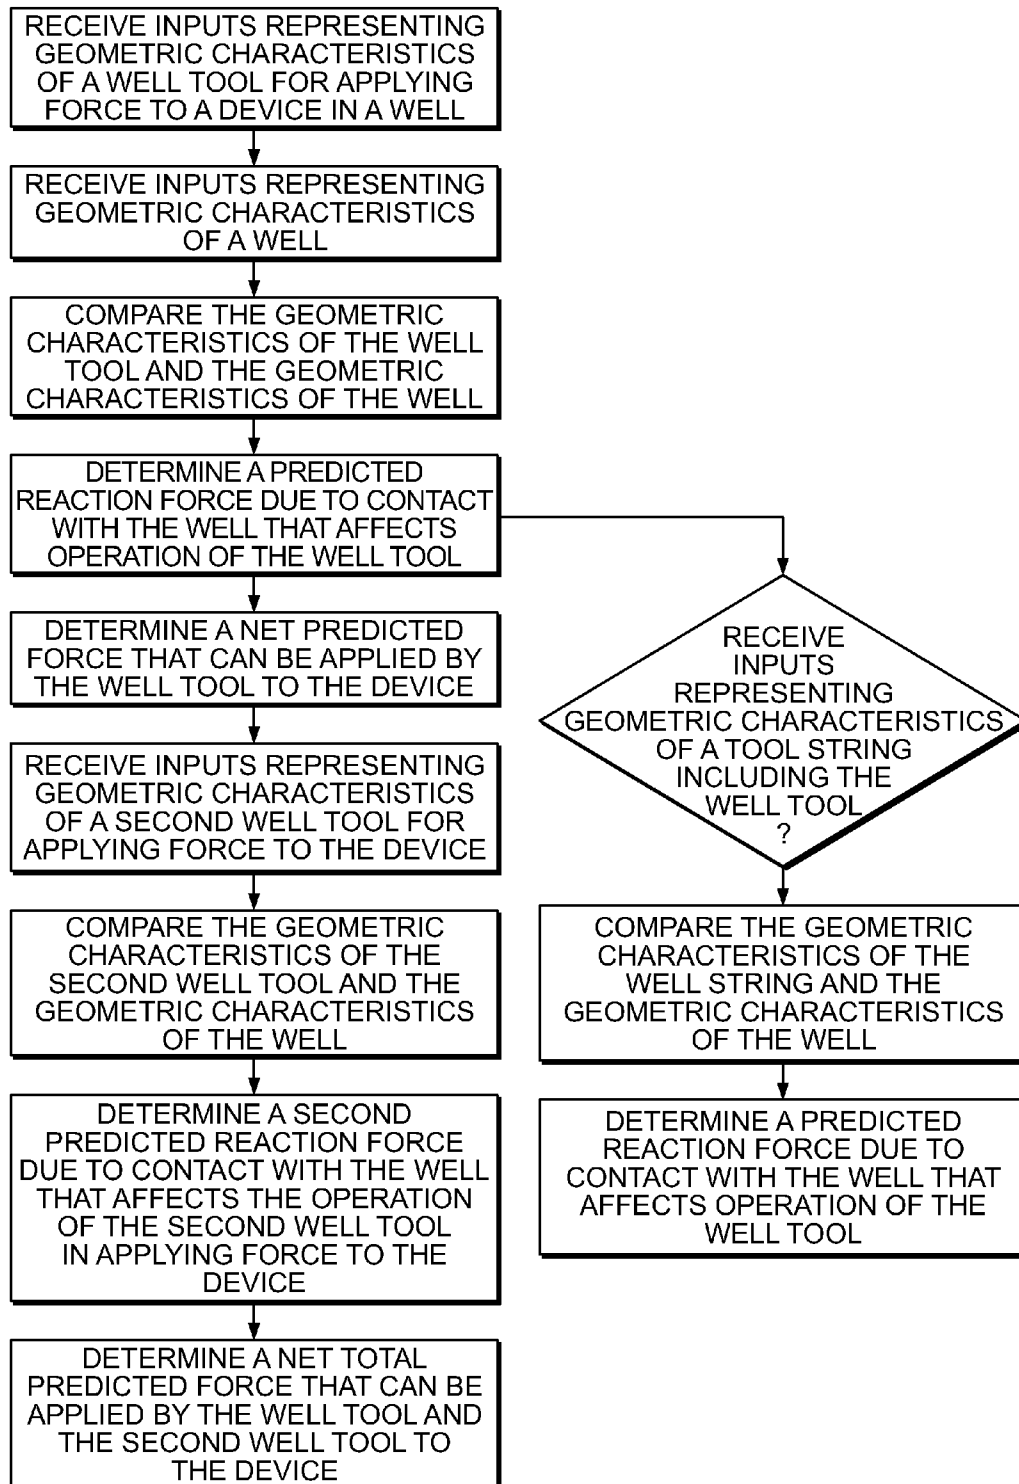 RECEIVE INPUTS REPRESENTING
GEOMETRIC CHARACTERISTICS
OF A WELL TOOL FOR APPLYING
FORCE TO A DEVICE IN A WELL
RECEIVE INPUTS REPRESENTING
GEOMETRIC CHARACTERISTICS
OF A WELL
COMPARE THE GEOMETRIC
CHARACTERISTICS OF THE WELL
TOOL AND THE GEOMETRIC
CHARACTERISTICS OF THE WELL
DETERMINE A PREDICTED
REACTION FORCE DUE TO CONTACT
WITH THE WELL THAT AFFECTS
OPERATION OF THE WELL TOOL
DETERMINE A NET PREDICTED
FORCE THAT CAN BE APPLIED BY
THE WELL TOOL TO THE DEVICE
RECEIVE INPUTS REPRESENTING
GEOMETRIC CHARACTERISTICS
OF A SECOND WELL TOOL FOR
APPLYING FORCE TO THE DEVICE
COMPARE THE GEOMETRIC
CHARACTERISTICS OF THE
SECOND WELL TOOL AND THE
GEOMETRIC CHARACTERISTICS
OF THE WELL
DETERMINE A SECOND
PREDICTED REACTION FORCE
DUE TO CONTACT WITH THE WELL
THAT AFFECTS THE OPERATION
OF THE SECOND WELL TOOL
IN APPLYING FORCE TO THE
DEVICE
DETERMINE A NET TOTAL
PREDICTED FORCE THAT CAN BE
APPLIED BY THE WELL TOOL AND
THE SECOND WELL TOOL TO
THE DEVICE
RECEIVE
INPUTS
REPRESENTING
GEOMETRIC CHARACTERISTICS
OF A TOOL STRING
INCLUDING THE
WELL TOOL
?
COMPARE THE GEOMETRIC
CHARACTERISTICS OF THE
WELL STRING AND THE
GEOMETRIC CHARACTERISTICS
OF THE WELL
DETERMINE A PREDICTED
REACTION FORCE DUE TO
CONTACT WITH THE WELL THAT
AFFECTS OPERATION OF THE
WELL TOOL